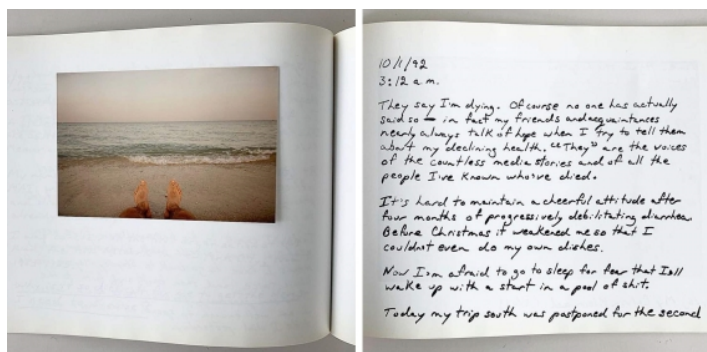 10/1/92
3:12 a.m.
They say I'm dying. Of course no one has actually
said so — in fact my friends and acquaintances
nearly always talk of hope when I try to tell them
about my declining health. "They" are the voices
of the countless media stories and of all the
people I've known who've died.
It's hard to maintain a cheerful attitude after
four months of progressively debilitating diarrhea.
Before Christmas it weakened me so that I
couldn't even do my own dishes.
Now I'm afraid to go to sleep for fear that I'll
wake up with a start in a pool of shit.
Today my trip south was postponed for the second